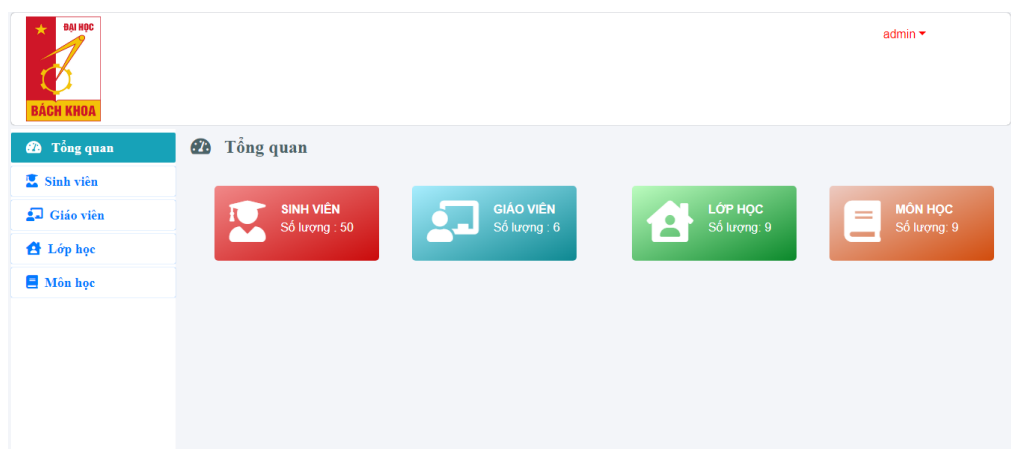 ĐẠI HỌC
BÁCH KHOA
admin
Tổng quan
Sinh viên
Giáo viên
Lớp học
Môn học
Tổng quan
SINH VIÊN
Số lượng : 50
GIÁO VIÊN
Số lượng : 6
LỚP HỌC
Số lượng: 9
MÔN HỌC
Số lượng: 9